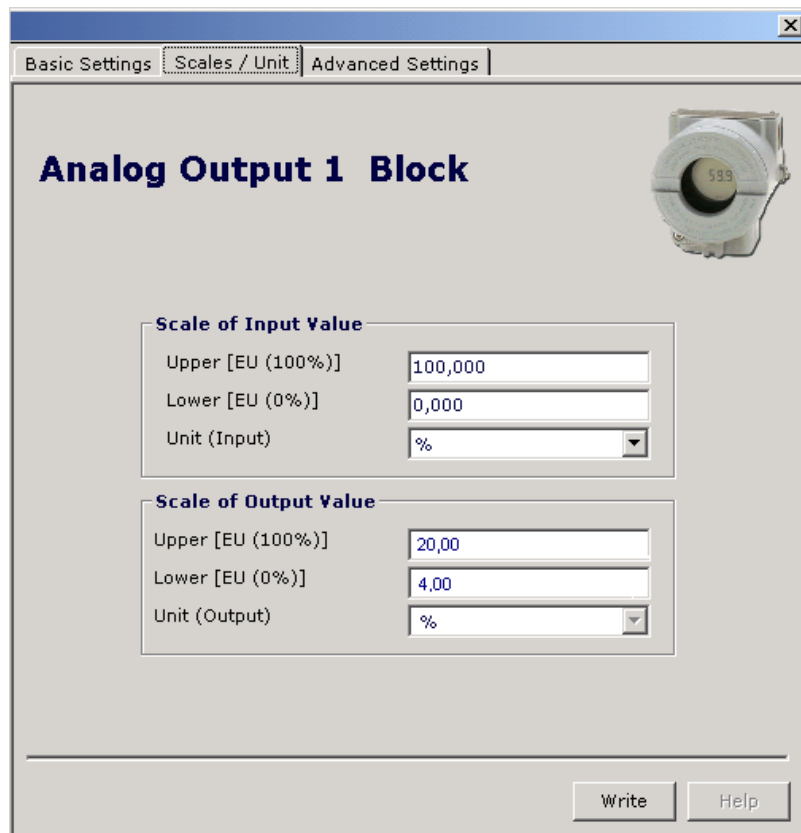 Basic Settings Scales / Unit Advanced Settings
Analog Output 1 Block
59.9
Scale of Input Value
Upper [EU (100%)] 100,000
Lower [EU (0%)] 0,000
Unit (Input) %
Scale of Output Value
Upper [EU (100%)] 20,00
Lower [EU (0%)] 4,00
Unit (Output) %
Write Help